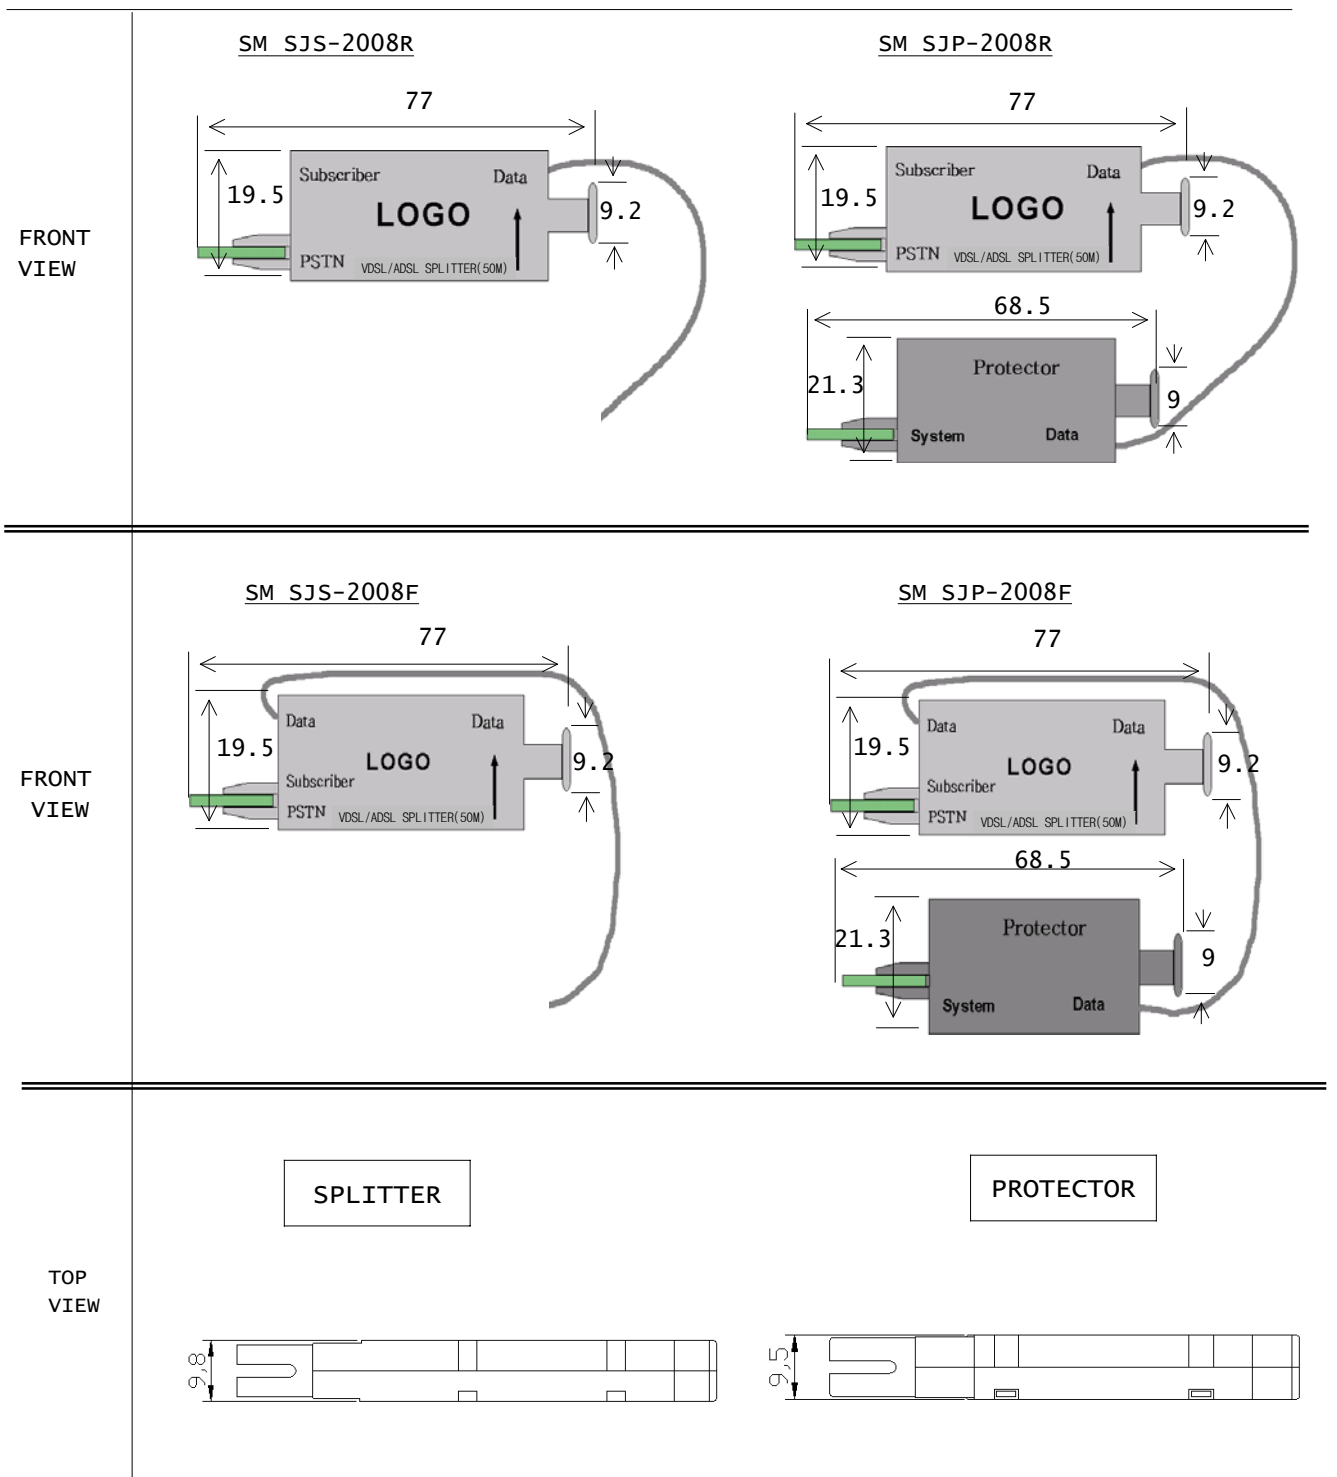 SM SJS-2008R
SM SJP-2008R
77
77
Subscriber
Data
19.5
LOGO
9.2
PSTN
VDSL/ADSL SPLITTER(50M)
Subscriber
Data
19.5
LOGO
9.2
PSTN
VDSL/ADSL SPLITTER(50M)
FRONT
VIEW
68.5
Protector
21.3
9
System
Data
SM SJS-2008F
SM SJP-2008F
77
77
Data
Data
19.5
LOGO
9.2
Subscriber
PSTN
VDSL/ADSL SPLITTER(50M)
Data
Data
19.5
LOGO
9.2
Subscriber
PSTN
VDSL/ADSL SPLITTER(50M)
FRONT
VIEW
68.5
Protector
21.3
9
System
Data
SPLITTER
PROTECTOR
TOP
VIEW
9,8
9,5